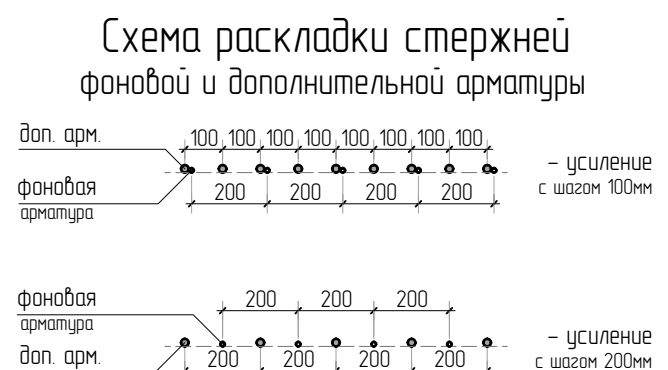 Схема раскладки стержней
фоновой и дополнительной арматуры
доп. арм.
100 100 100 100 100 100 100 100
фоновая
арматура
200 200 200 200
– усиление
с шагом 100мм
фоновая
арматура
200 200 200
доп. арм.
200 200 200 200
– усиление
с шагом 200мм